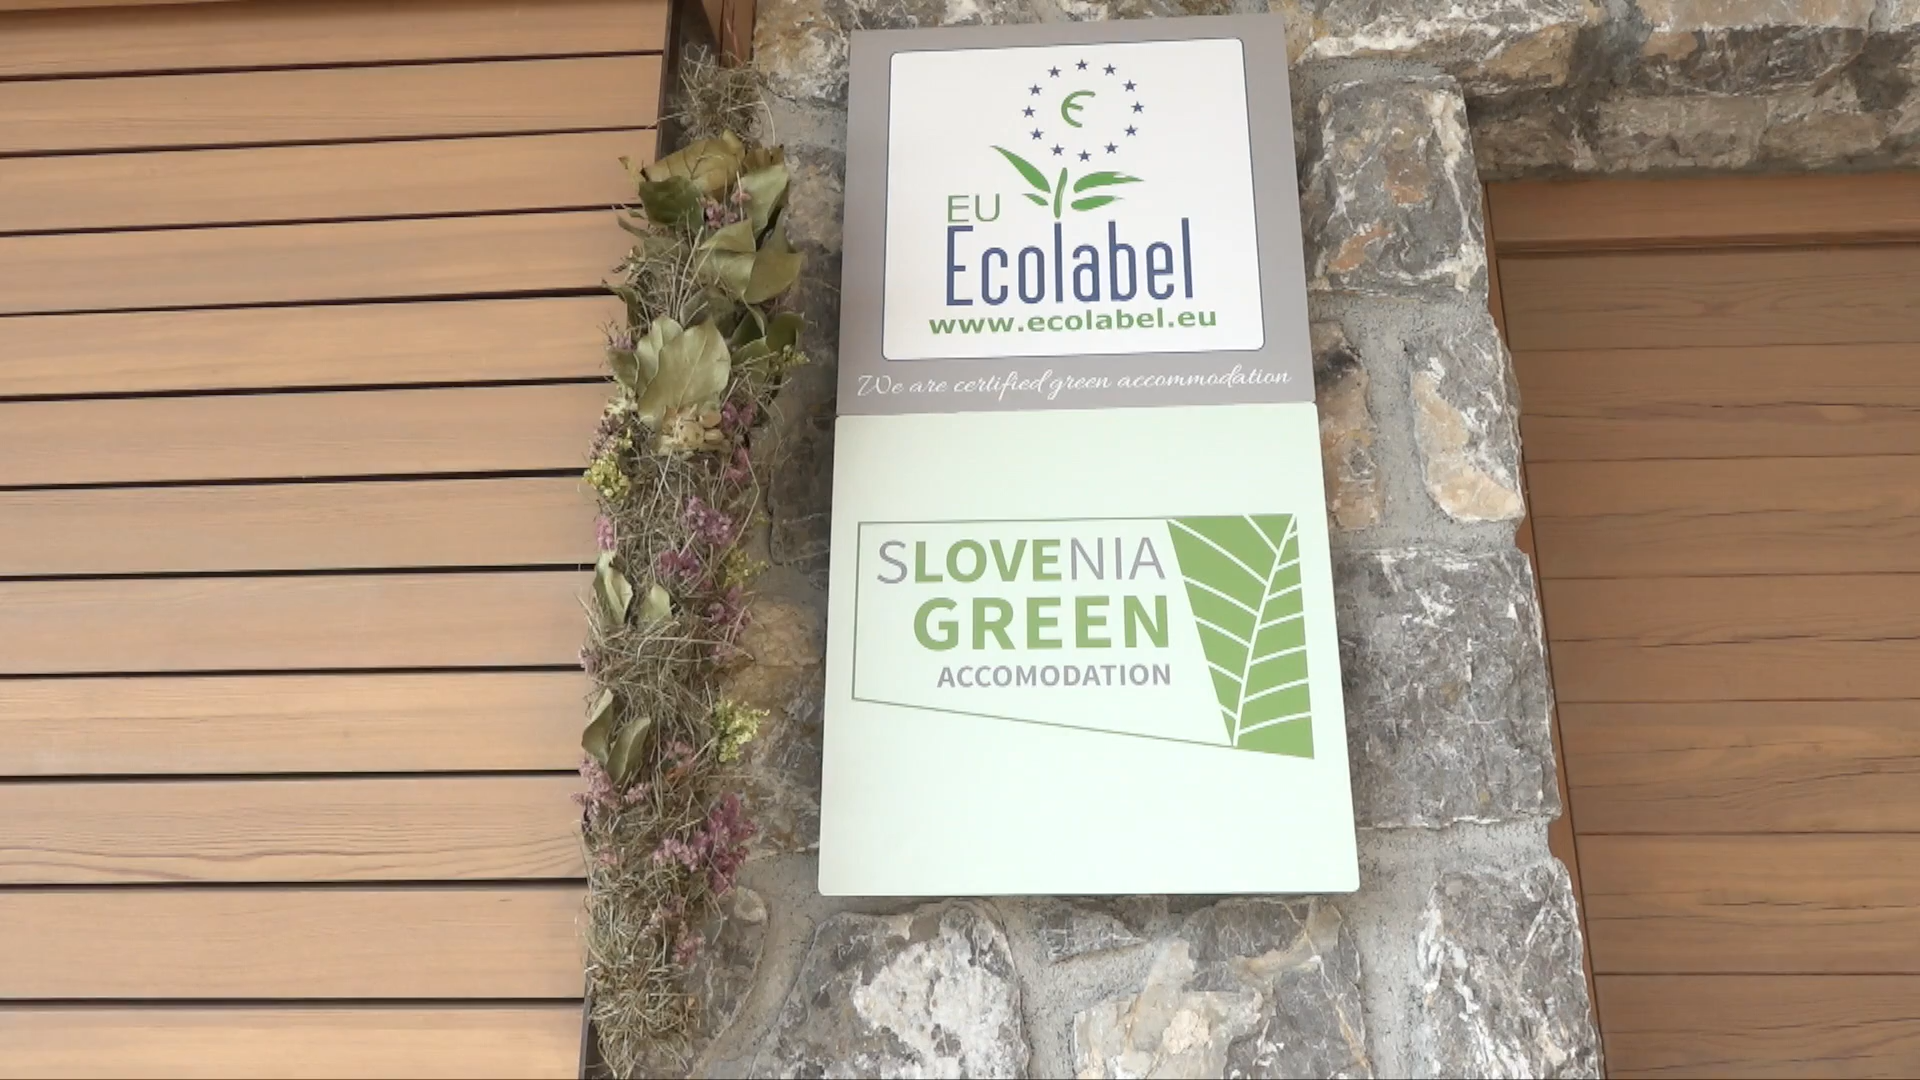 EU
Ecolabel
www.ecolabel.eu
We are certified green accommodation
SLOVENIA
GREEN
ACCOMODATION